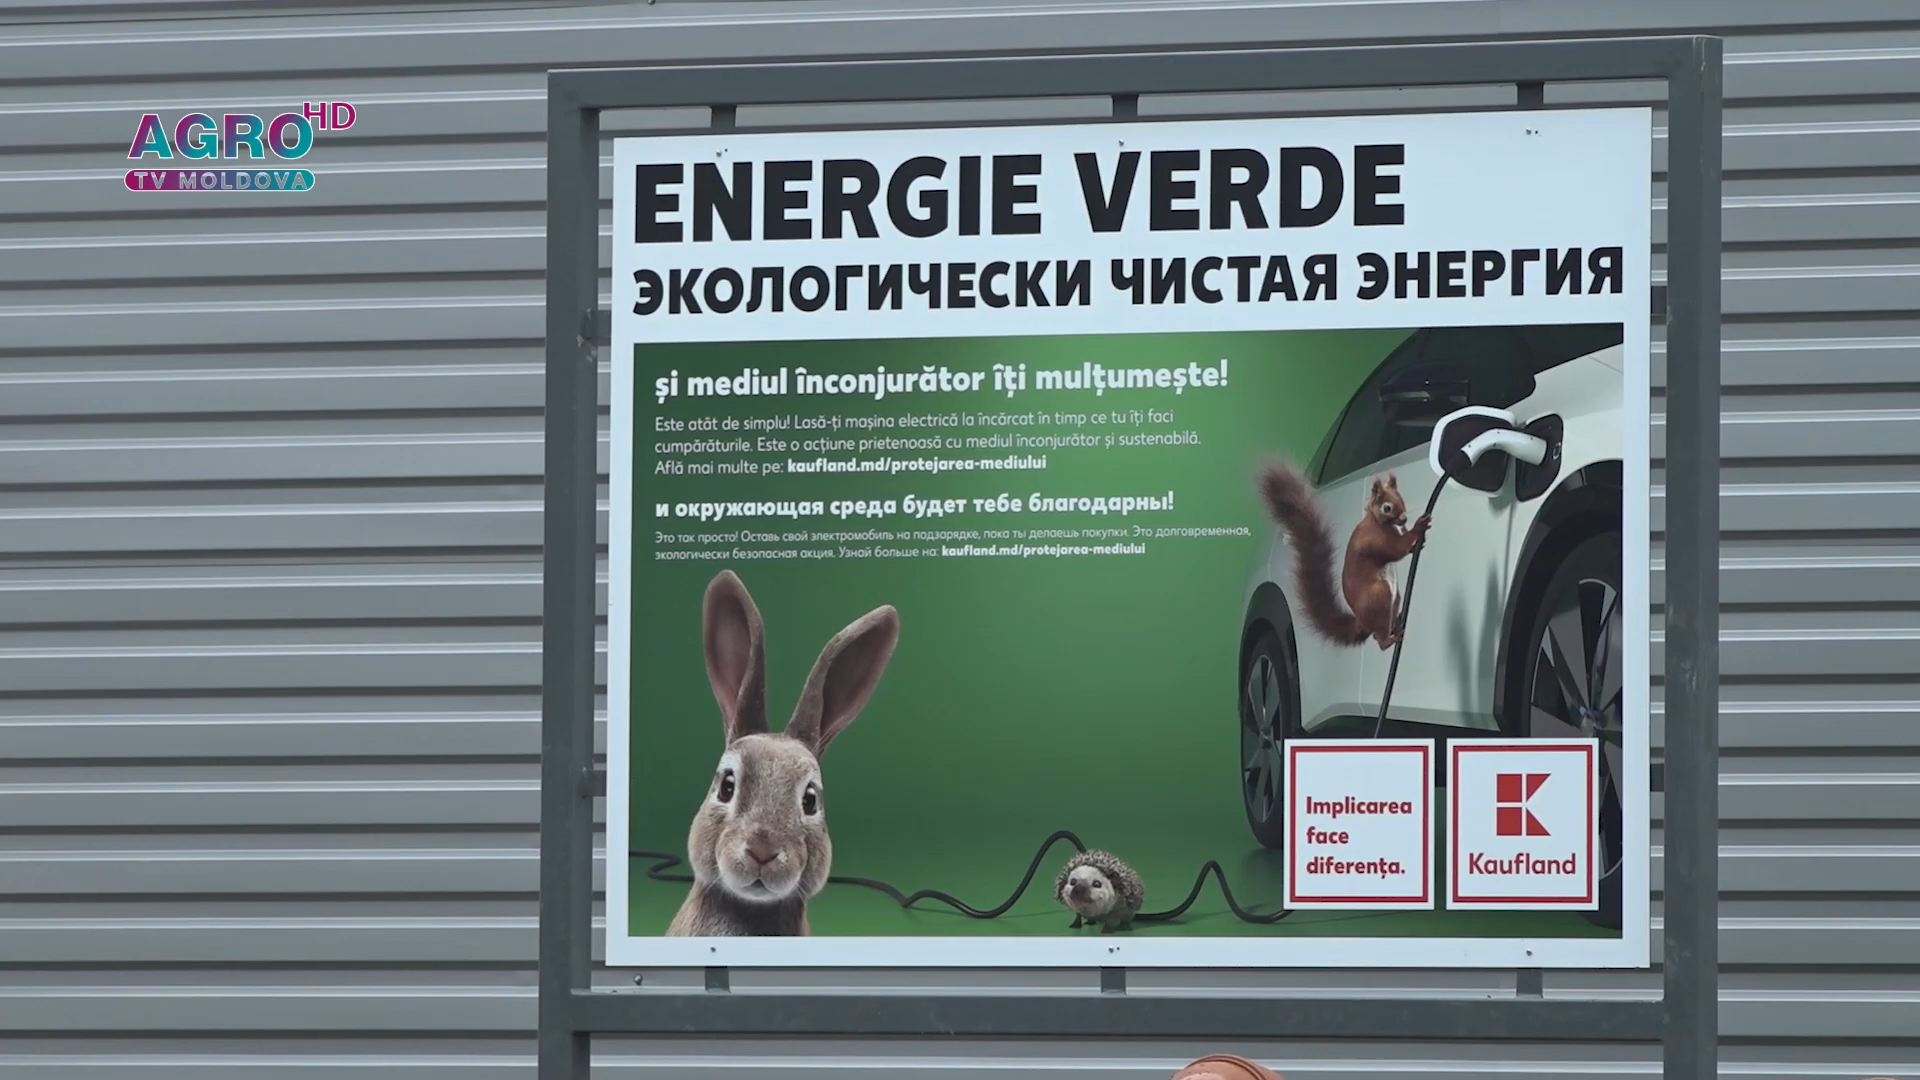 AGRO HD
TV MOLDOVA
ENERGIE VERDE
ЭКОЛОГИЧЕСКИ ЧИСТАЯ ЭНЕРГИЯ
și mediul înconjurător îți mulțumește!
Este atât de simplu! Lasă-ți mașina electrică la încărcat în timp ce tu îți faci
cumpărăturile. Este o acțiune prietenoasă cu mediul înconjurător și sustenabilă.
Află mai multe pe: kaufland.md/protejarea-mediului
и окружающая среда будет тебе благодарны!
Это так просто! Оставь свой электромобиль на подзарядке, пока ты делаешь покупки. Это долговременная,
экологически безопасная акция. Узнай больше на: kaufland.md/protejarea-mediului
Implicarea
face
diferența.
Kaufland